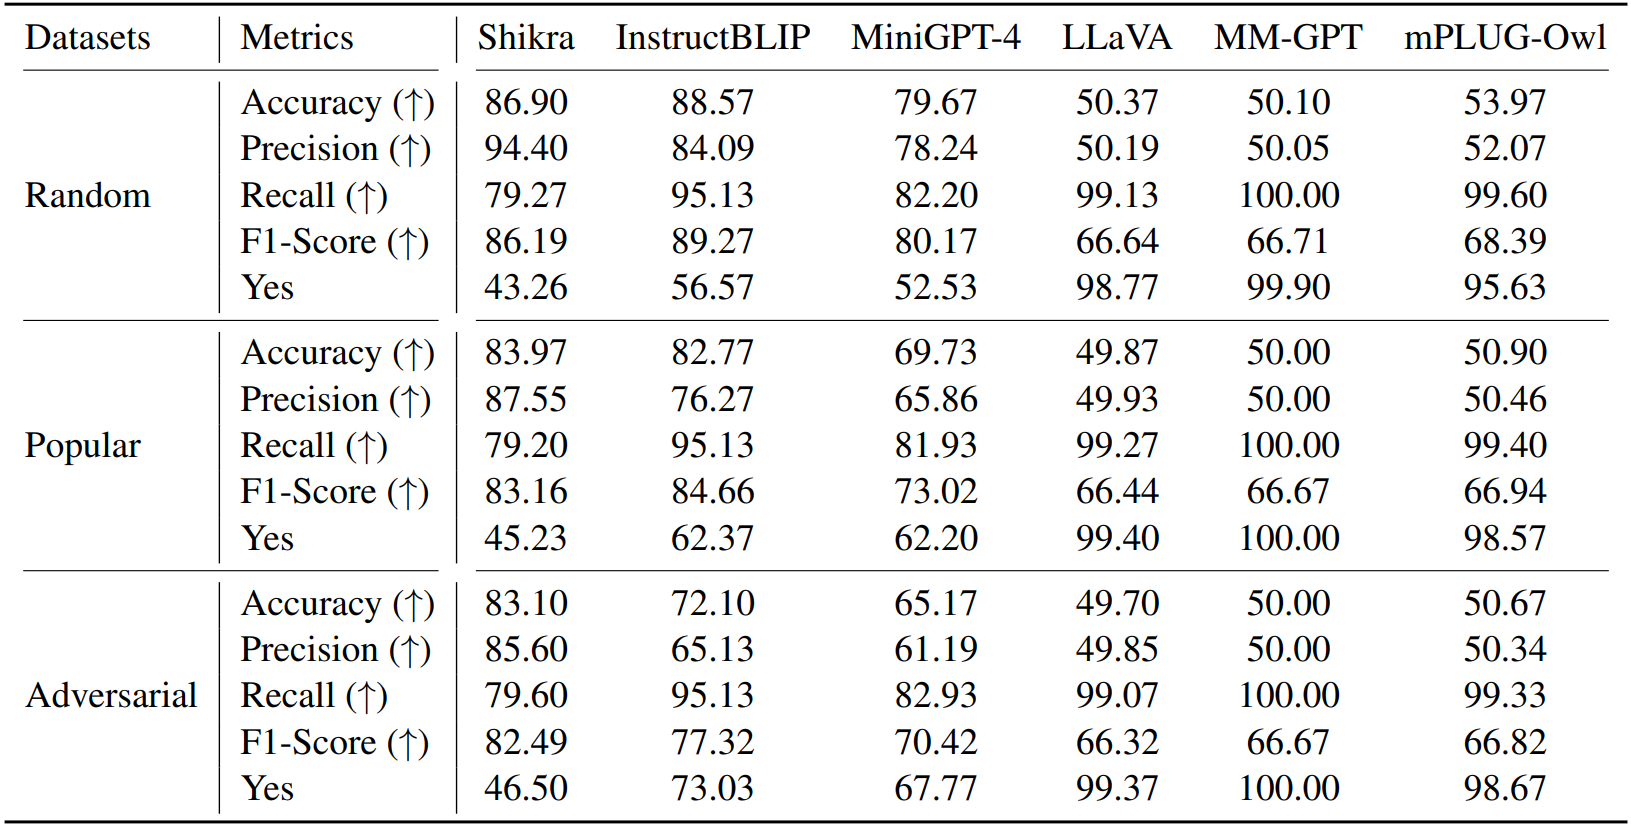 Datasets Metrics Shikra InstructBLIP MiniGPT-4 LLaVA MM-GPT mPLUG-Owl
Accuracy (↑) 86.90 88.57 79.67 50.37 50.10 53.97
Precision (↑) 94.40 84.09 78.24 50.19 50.05 52.07
Random Recall (↑) 79.27 95.13 82.20 99.13 100.00 99.60
F1-Score (↑) 86.19 89.27 80.17 66.64 66.71 68.39
Yes 43.26 56.57 52.53 98.77 99.90 95.63
Accuracy (↑) 83.97 82.77 69.73 49.87 50.00 50.90
Precision (↑) 87.55 76.27 65.86 49.93 50.00 50.46
Popular Recall (↑) 79.20 95.13 81.93 99.27 100.00 99.40
F1-Score (↑) 83.16 84.66 73.02 66.44 66.67 66.94
Yes 45.23 62.37 62.20 99.40 100.00 98.57
Accuracy (↑) 83.10 72.10 65.17 49.70 50.00 50.67
Precision (↑) 85.60 65.13 61.19 49.85 50.00 50.34
Adversarial Recall (↑) 79.60 95.13 82.93 99.07 100.00 99.33
F1-Score (↑) 82.49 77.32 70.42 66.32 66.67 66.82
Yes 46.50 73.03 67.77 99.37 100.00 98.67